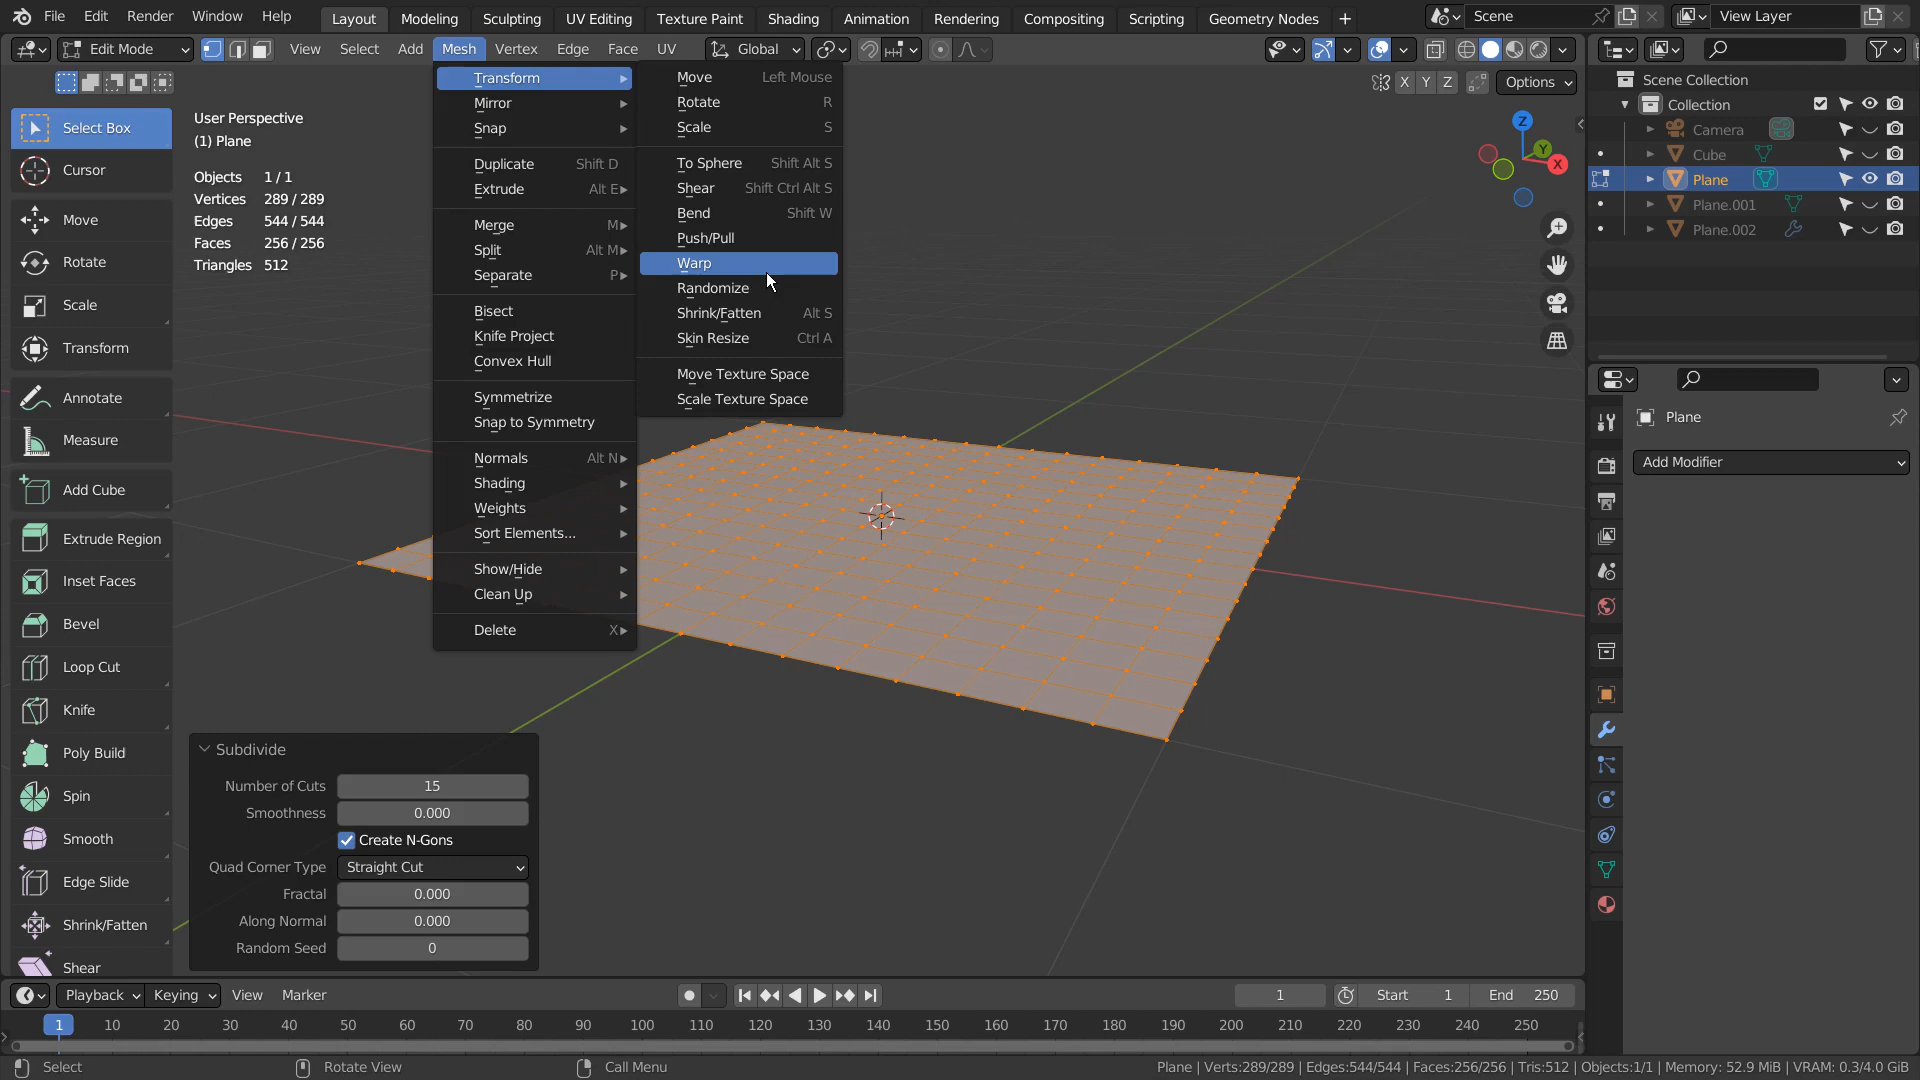 File Edit Render Window Help Layout Modeling Sculpting UV Editing Texture Paint Shading Animation Rendering Compositing Scripting Geometry Nodes + Scene View Layer
Edit Mode View Select Add Mesh Vertex Edge Face UV Global
X Y Z Options
Select Box
Cursor
Move
Rotate
Scale
Transform
Annotate
Measure
Add Cube
Extrude Region
Inset Faces
Bevel
Loop Cut
Knife
Poly Build
Spin
Smooth
Edge Slide
Shrink/Fatten
Shear
User Perspective
(1) Plane
Objects 1/1
Vertices 289/289
Edges 544/544
Faces 256/256
Triangles 512
Transform
Mirror
Snap
Duplicate Shift D
Extrude Alt E
Merge M
Split Alt M
Separate P
Bisect
Knife Project
Convex Hull
Symmetrize
Snap to Symmetry
Normals Alt N
Shading
Weights
Sort Elements...
Show/Hide
Clean Up
Delete X
Move Left Mouse
Rotate R
Scale S
To Sphere Shift Alt S
Shear Shift Ctrl Alt S
Bend Shift W
Push/Pull
Warp
Randomize
Shrink/Fatten Alt S
Skin Resize Ctrl A
Move Texture Space
Scale Texture Space
Z
Y
X
Subdivide
Number of Cuts 15
Smoothness 0.000
Create N-Gons
Quad Corner Type Straight Cut
Fractal 0.000
Along Normal 0.000
Random Seed 0
Scene Collection
Collection
Camera
Cube
Plane
Plane.001
Plane.002
Plane
Add Modifier
Playback Keying View Marker 1 Start 1 End 250
1 10 20 30 40 50 60 70 80 90 100 110 120 130 140 150 160 170 180 190 200 210 220 230 240 250
Select Rotate View Call Menu Plane | Verts:289/289 | Edges:544/544 | Faces:256/256 | Tris:512 | Objects:1/1 | Memory: 52.9 MiB | VRAM: 0.3/4.0 GiB